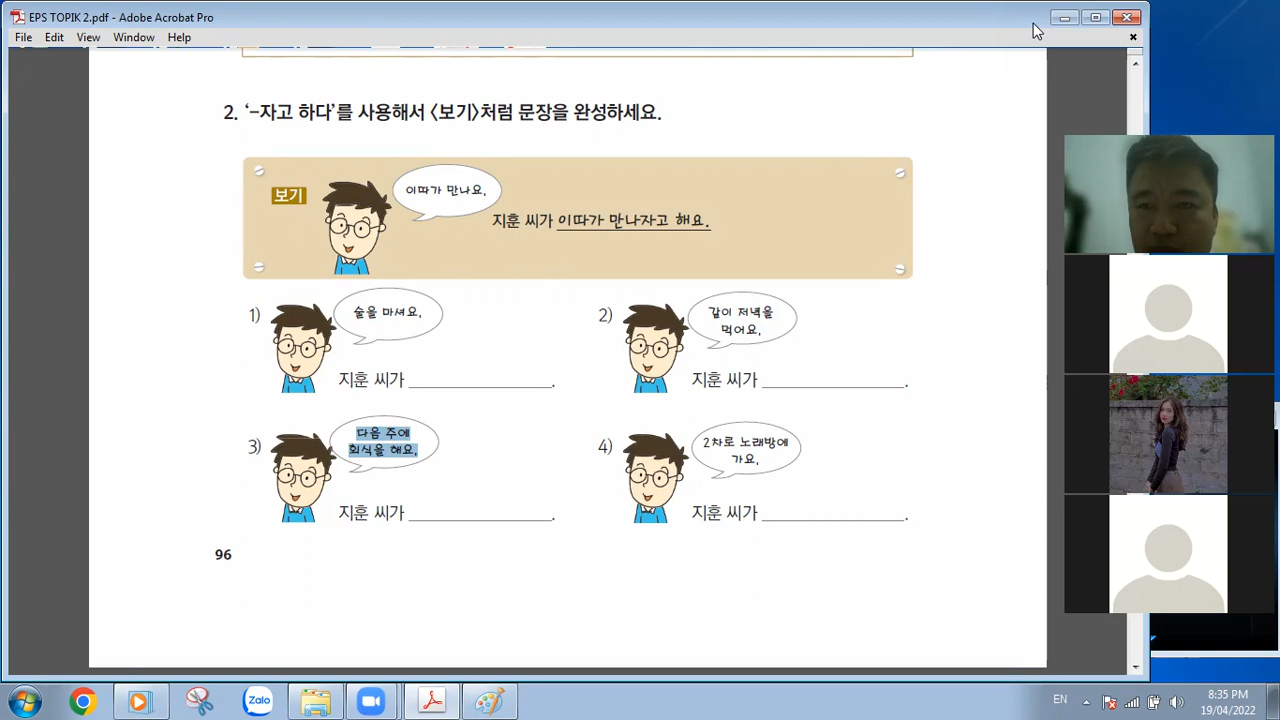 EPS TOPIK 2.pdf - Adobe Acrobat Pro
File Edit View Window Help
2. ‘-자고 하다’를 사용해서 〈보기〉처럼 문장을 완성하세요.
보기
이따가 만나요.
지훈 씨가 이따가 만나자고 해요.
1)
술을 마셔요.
지훈 씨가 ____________.
2)
같이 저녁을
먹어요.
지훈 씨가 ____________.
3)
다음 주에
회식을 해요.
지훈 씨가 ____________.
4)
2차로 노래방에
가요.
지훈 씨가 ____________.
96
Zalo
EN
8:35 PM
19/04/2022